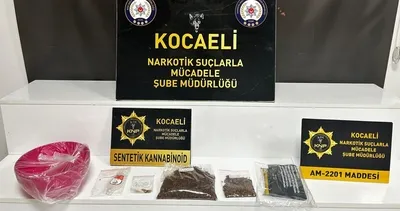 KOCAELİ
NARKOTİK SUÇLARLA
MÜCADELE
ŞUBE MÜDÜRLÜĞÜ
KOCAELİ
NARKOTİK SUÇLARLA
MÜCADELE
ŞUBE MÜDÜRLÜĞÜ
SENTETİK KANNABİNOİD
KOCAELİ
NARKOTİK SUÇLARLA
MÜCADELE
ŞUBE MÜDÜRLÜĞÜ
AM-2201 MADDESİ